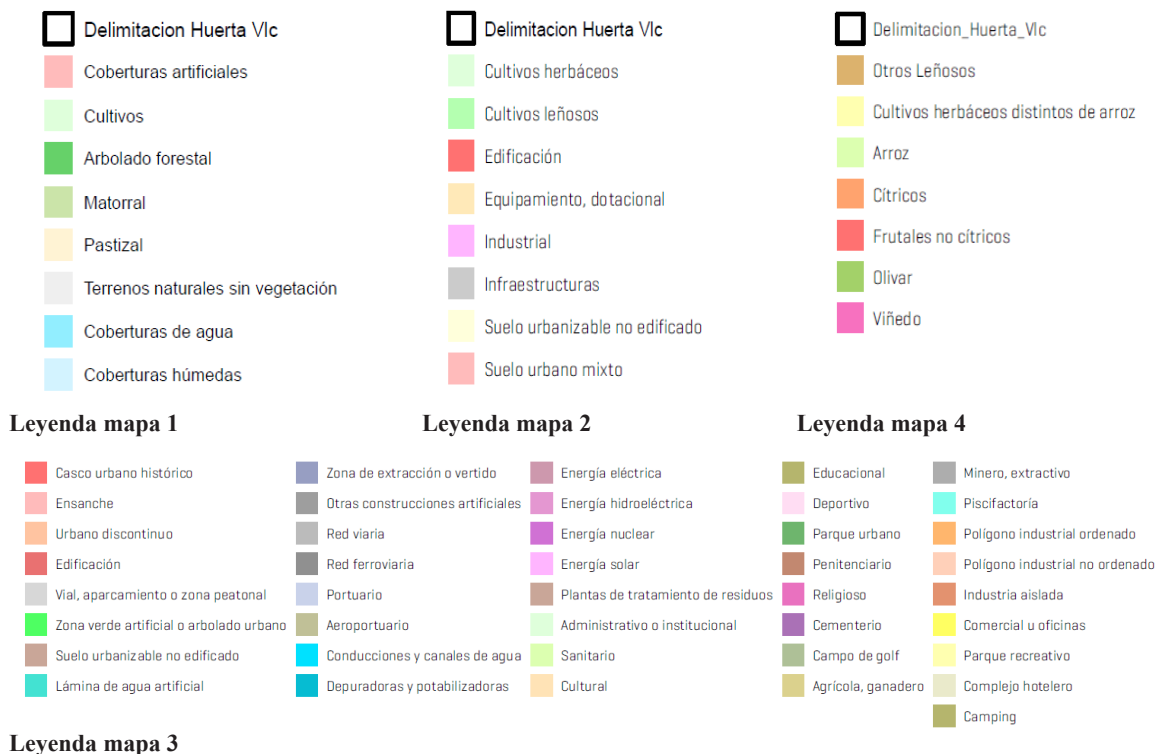 Delimitacion Huerta Vlc
Coberturas artificiales
Cultivos
Arbolado forestal
Matorral
Pastizal
Terrenos naturales sin vegetación
Coberturas de agua
Coberturas húmedas
Leyenda mapa 1
Delimitacion Huerta Vlc
Cultivos herbáceos
Cultivos leñosos
Edificación
Equipamiento, dotacional
Industrial
Infraestructuras
Suelo urbanizable no edificado
Suelo urbano mixto
Leyenda mapa 2
Delimitacion_Huerta_Vlc
Otros Leñosos
Cultivos herbáceos distintos de arroz
Arroz
Cítricos
Frutales no cítricos
Olivar
Viñedo
Leyenda mapa 4
Casco urbano histórico
Ensanche
Urbano discontinuo
Edificación
Vial, aparcamiento o zona peatonal
Zona verde artificial o arbolado urbano
Suelo urbanizable no edificado
Lámina de agua artificial
Zona de extracción o vertido
Otras construcciones artificiales
Red viaria
Red ferroviaria
Portuario
Aeroportuario
Conducciones y canales de agua
Depuradoras y potabilizadoras
Energía eléctrica
Energía hidroeléctrica
Energía nuclear
Energía solar
Plantas de tratamiento de residuos
Administrativo o institucional
Sanitario
Cultural
Educacional
Deportivo
Parque urbano
Penitenciario
Religioso
Cementerio
Campo de golf
Agrícola, ganadero
Minero, extractivo
Piscifactoría
Polígono industrial ordenado
Polígono industrial no ordenado
Industria aislada
Comercial u oficinas
Parque recreativo
Complejo hotelero
Camping
Leyenda mapa 3